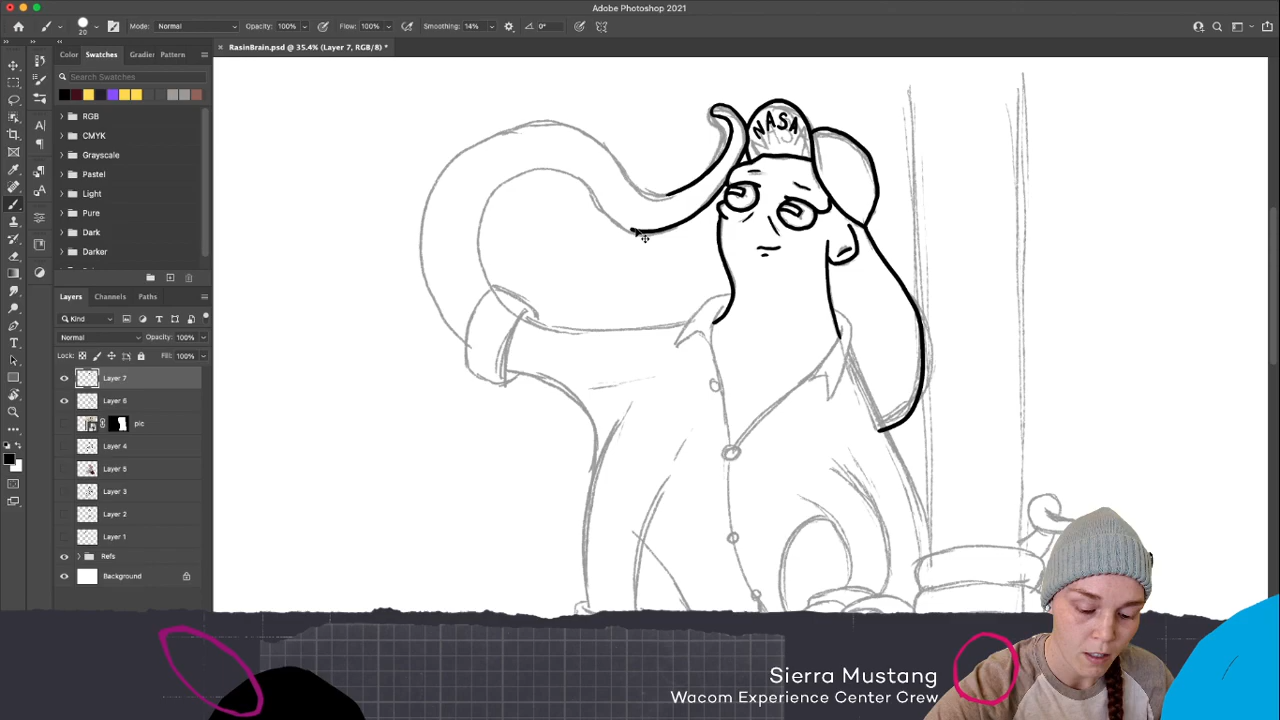 Adobe Photoshop 2021
20
Mode: Normal
Opacity: 100%
Flow: 100%
Smoothing: 14%
0°
Color
Swatches
Gradier
Pattern
× RasinBrain.psd @ 35.4% (Layer 7, RGB/8) *
Search Swatches
RGB
CMYK
Grayscale
Pastel
Light
Pure
Dark
Darker
Layers
Channels
Paths
Kind
Normal
Opacity: 100%
Lock:
Fill: 100%
Layer 7
Layer 6
pic
Layer 4
Layer 5
Layer 3
Layer 2
Layer 1
Refs
Background
NASA
Sierra Mustang
Wacom Experience Center Crew